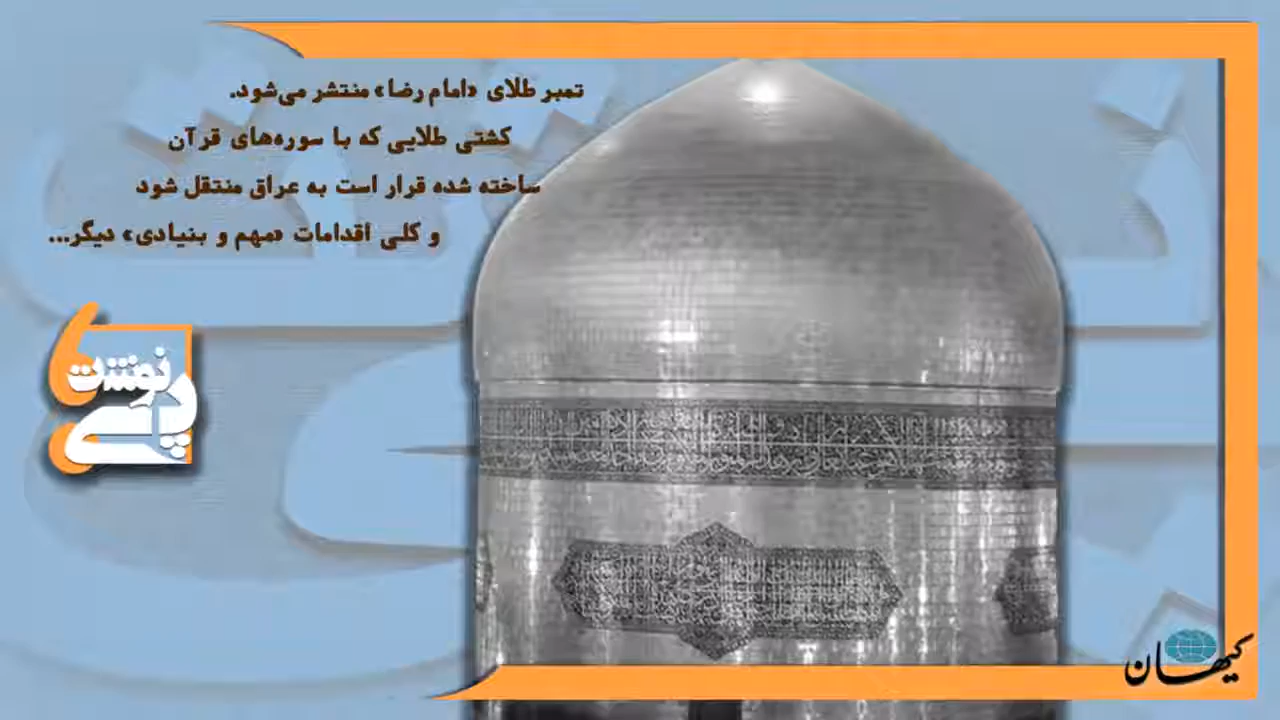 تمبر طلای «امام رضا» منتشر می‌شود.
کشتی طلایی که با سوره‌های قرآن
ساخته شده قرار است به عراق منتقل شود
و کلی اقدامات «مهم و بنیادی» دیگر...
پی نوشت
کیهان